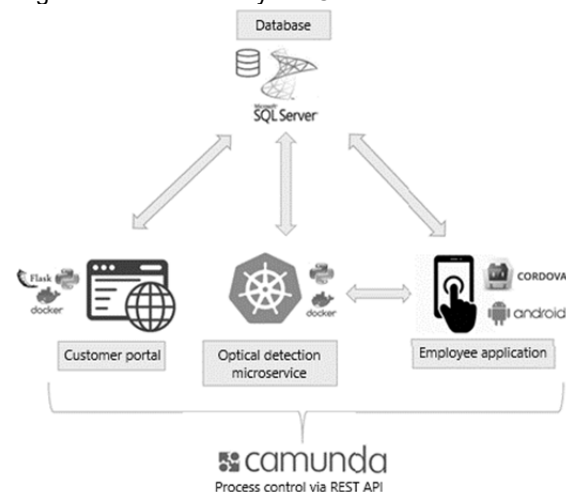 Database
Microsoft
SQL Server
Flask
docker
docker
CORDOVA
android
Customer portal
Optical detection
microservice
Employee application
camunda
Process control via REST API